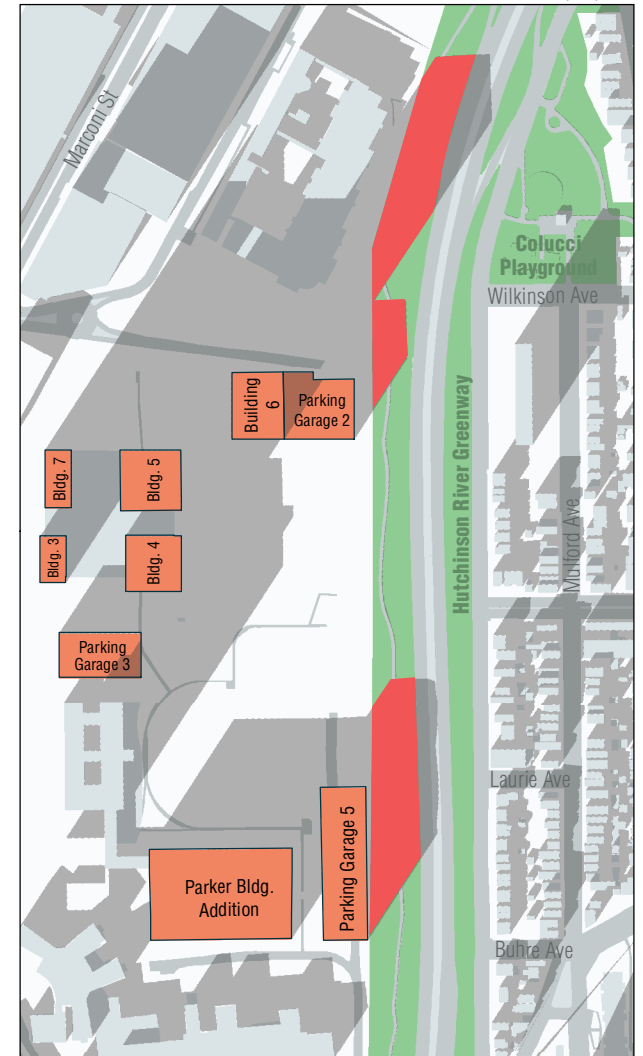 Marconi St
Colucci
Playground
Wilkinson Ave
Building
6
Parking
Garage 2
Hutchinson River Greenway
Bldg. 7
Bldg. 5
Mulford Ave
Bldg. 3
Bldg. 4
Parking
Garage 3
Laurie Ave
Parking Garage 5
Parker Bldg.
Addition
Buhre Ave